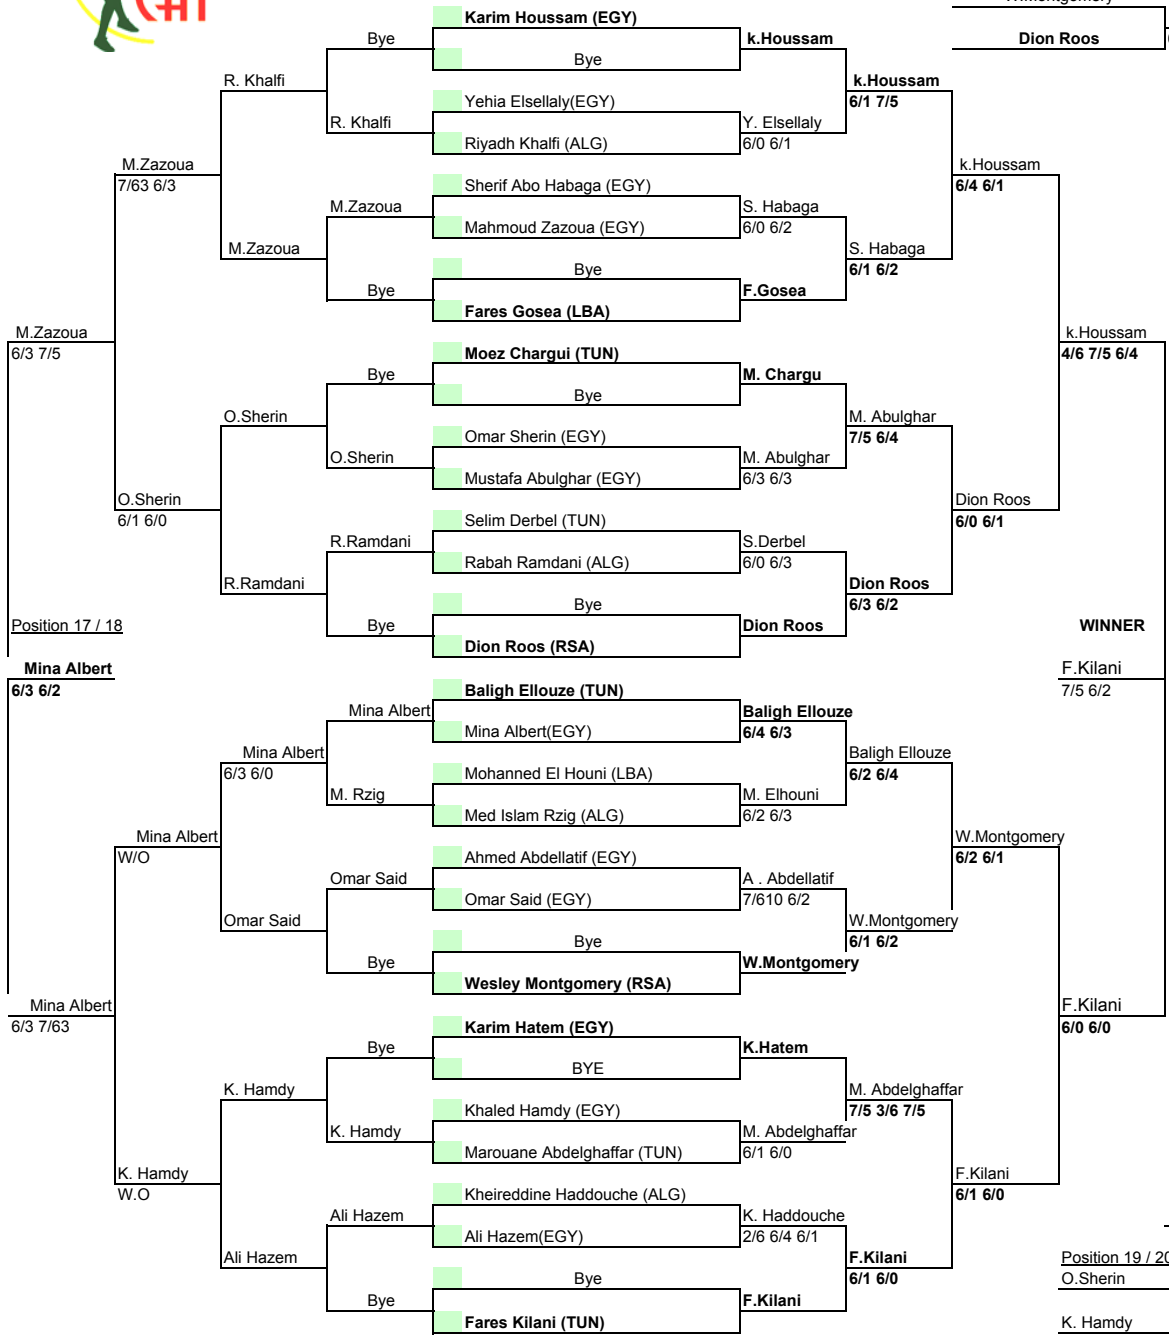 CAT
W.Montgomery
Karim Houssam (EGY)
Bye
k.Houssam
Dion Roos
Bye
R. Khalfi
k.Houssam
Yehia Elsellaly(EGY)
6/1 7/5
R. Khalfi
Y. Elsellaly
Riyadh Khalfi (ALG)
6/0 6/1
M.Zazoua
k.Houssam
7/63 6/3
Sherif Abo Habaga (EGY)
6/4 6/1
M.Zazoua
S. Habaga
Mahmoud Zazoua (EGY)
6/0 6/2
M.Zazoua
S. Habaga
Bye
6/1 6/2
Bye
F.Gosea
Fares Gosea (LBA)
M.Zazoua
k.Houssam
6/3 7/5
Moez Chargui (TUN)
4/6 7/5 6/4
Bye
M. Chargu
Bye
O.Sherin
M. Abulghar
Omar Sherin (EGY)
7/5 6/4
O.Sherin
M. Abulghar
Mustafa Abulghar (EGY)
6/3 6/3
O.Sherin
Dion Roos
6/1 6/0
Selim Derbel (TUN)
6/0 6/1
R.Ramdani
S.Derbel
Rabah Ramdani (ALG)
6/0 6/3
R.Ramdani
Dion Roos
Bye
6/3 6/2
Position 17 / 18
Bye
Dion Roos
WINNER
Dion Roos (RSA)
Mina Albert
F.Kilani
6/3 6/2
Baligh Ellouze (TUN)
7/5 6/2
Mina Albert
Baligh Ellouze
Mina Albert(EGY)
6/4 6/3
Mina Albert
Baligh Ellouze
6/3 6/0
Mohanned El Houni (LBA)
6/2 6/4
M. Rzig
M. Elhouni
Med Islam Rzig (ALG)
6/2 6/3
Mina Albert
W.Montgomery
W/O
Ahmed Abdellatif (EGY)
6/2 6/1
Omar Said
A . Abdellatif
Omar Said (EGY)
7/610 6/2
Omar Said
W.Montgomery
Bye
6/1 6/2
Bye
W.Montgomery
Wesley Montgomery (RSA)
Mina Albert
F.Kilani
6/3 7/63
Karim Hatem (EGY)
6/0 6/0
Bye
K.Hatem
BYE
K. Hamdy
M. Abdelghaffar
Khaled Hamdy (EGY)
7/5 3/6 7/5
K. Hamdy
M. Abdelghaffar
Marouane Abdelghaffar (TUN)
6/1 6/0
K. Hamdy
F.Kilani
W.O
Kheireddine Haddouche (ALG)
6/1 6/0
Ali Hazem
K. Haddouche
Ali Hazem(EGY)
2/6 6/4 6/1
Ali Hazem
F.Kilani
Position 19 / 20
Bye
6/1 6/0
O.Sherin
Bye
F.Kilani
Fares Kilani (TUN)
K. Hamdy